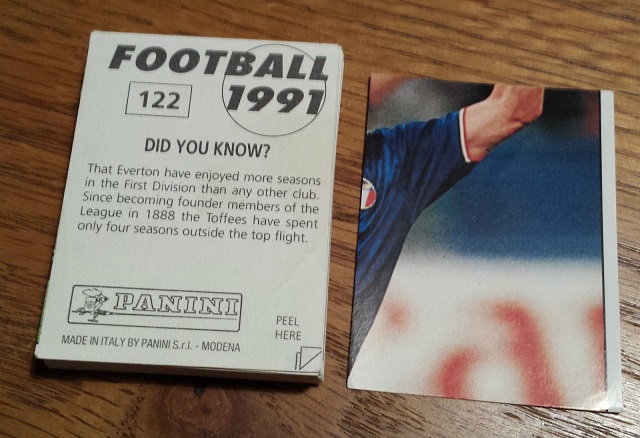 FOOTBALL
122
1991
DID YOU KNOW?
That Everton have enjoyed more seasons
in the First Division than any other club.
Since becoming founder members of the
League in 1888 the Toffees have spent
only four seasons outside the top flight.
PANINI
PEEL
HERE
MADE IN ITALY BY PANINI S.r.l. - MODENA